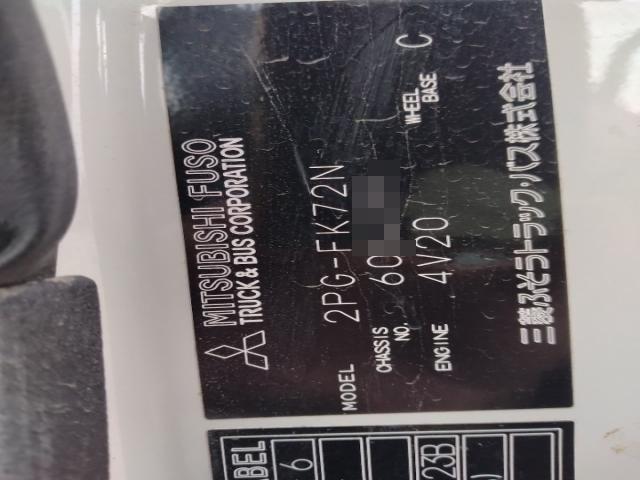 MITSUBISHI FUSO
TRUCK & BUS CORPORATION
MODEL 2PG-FK72N
CHASSIS NO. 60
ENGINE 4V20 WHEEL BASE C
三菱ふそうトラック・バス株式会社
ABEL
6
23B